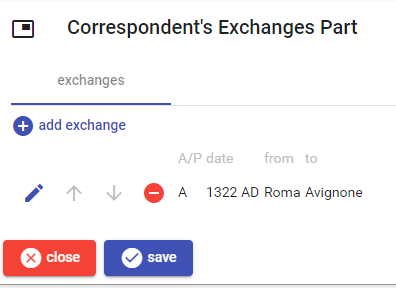 Correspondent's Exchanges Part
exchanges
add exchange
A/P date from to
A 1322 AD Roma Avignone
close save